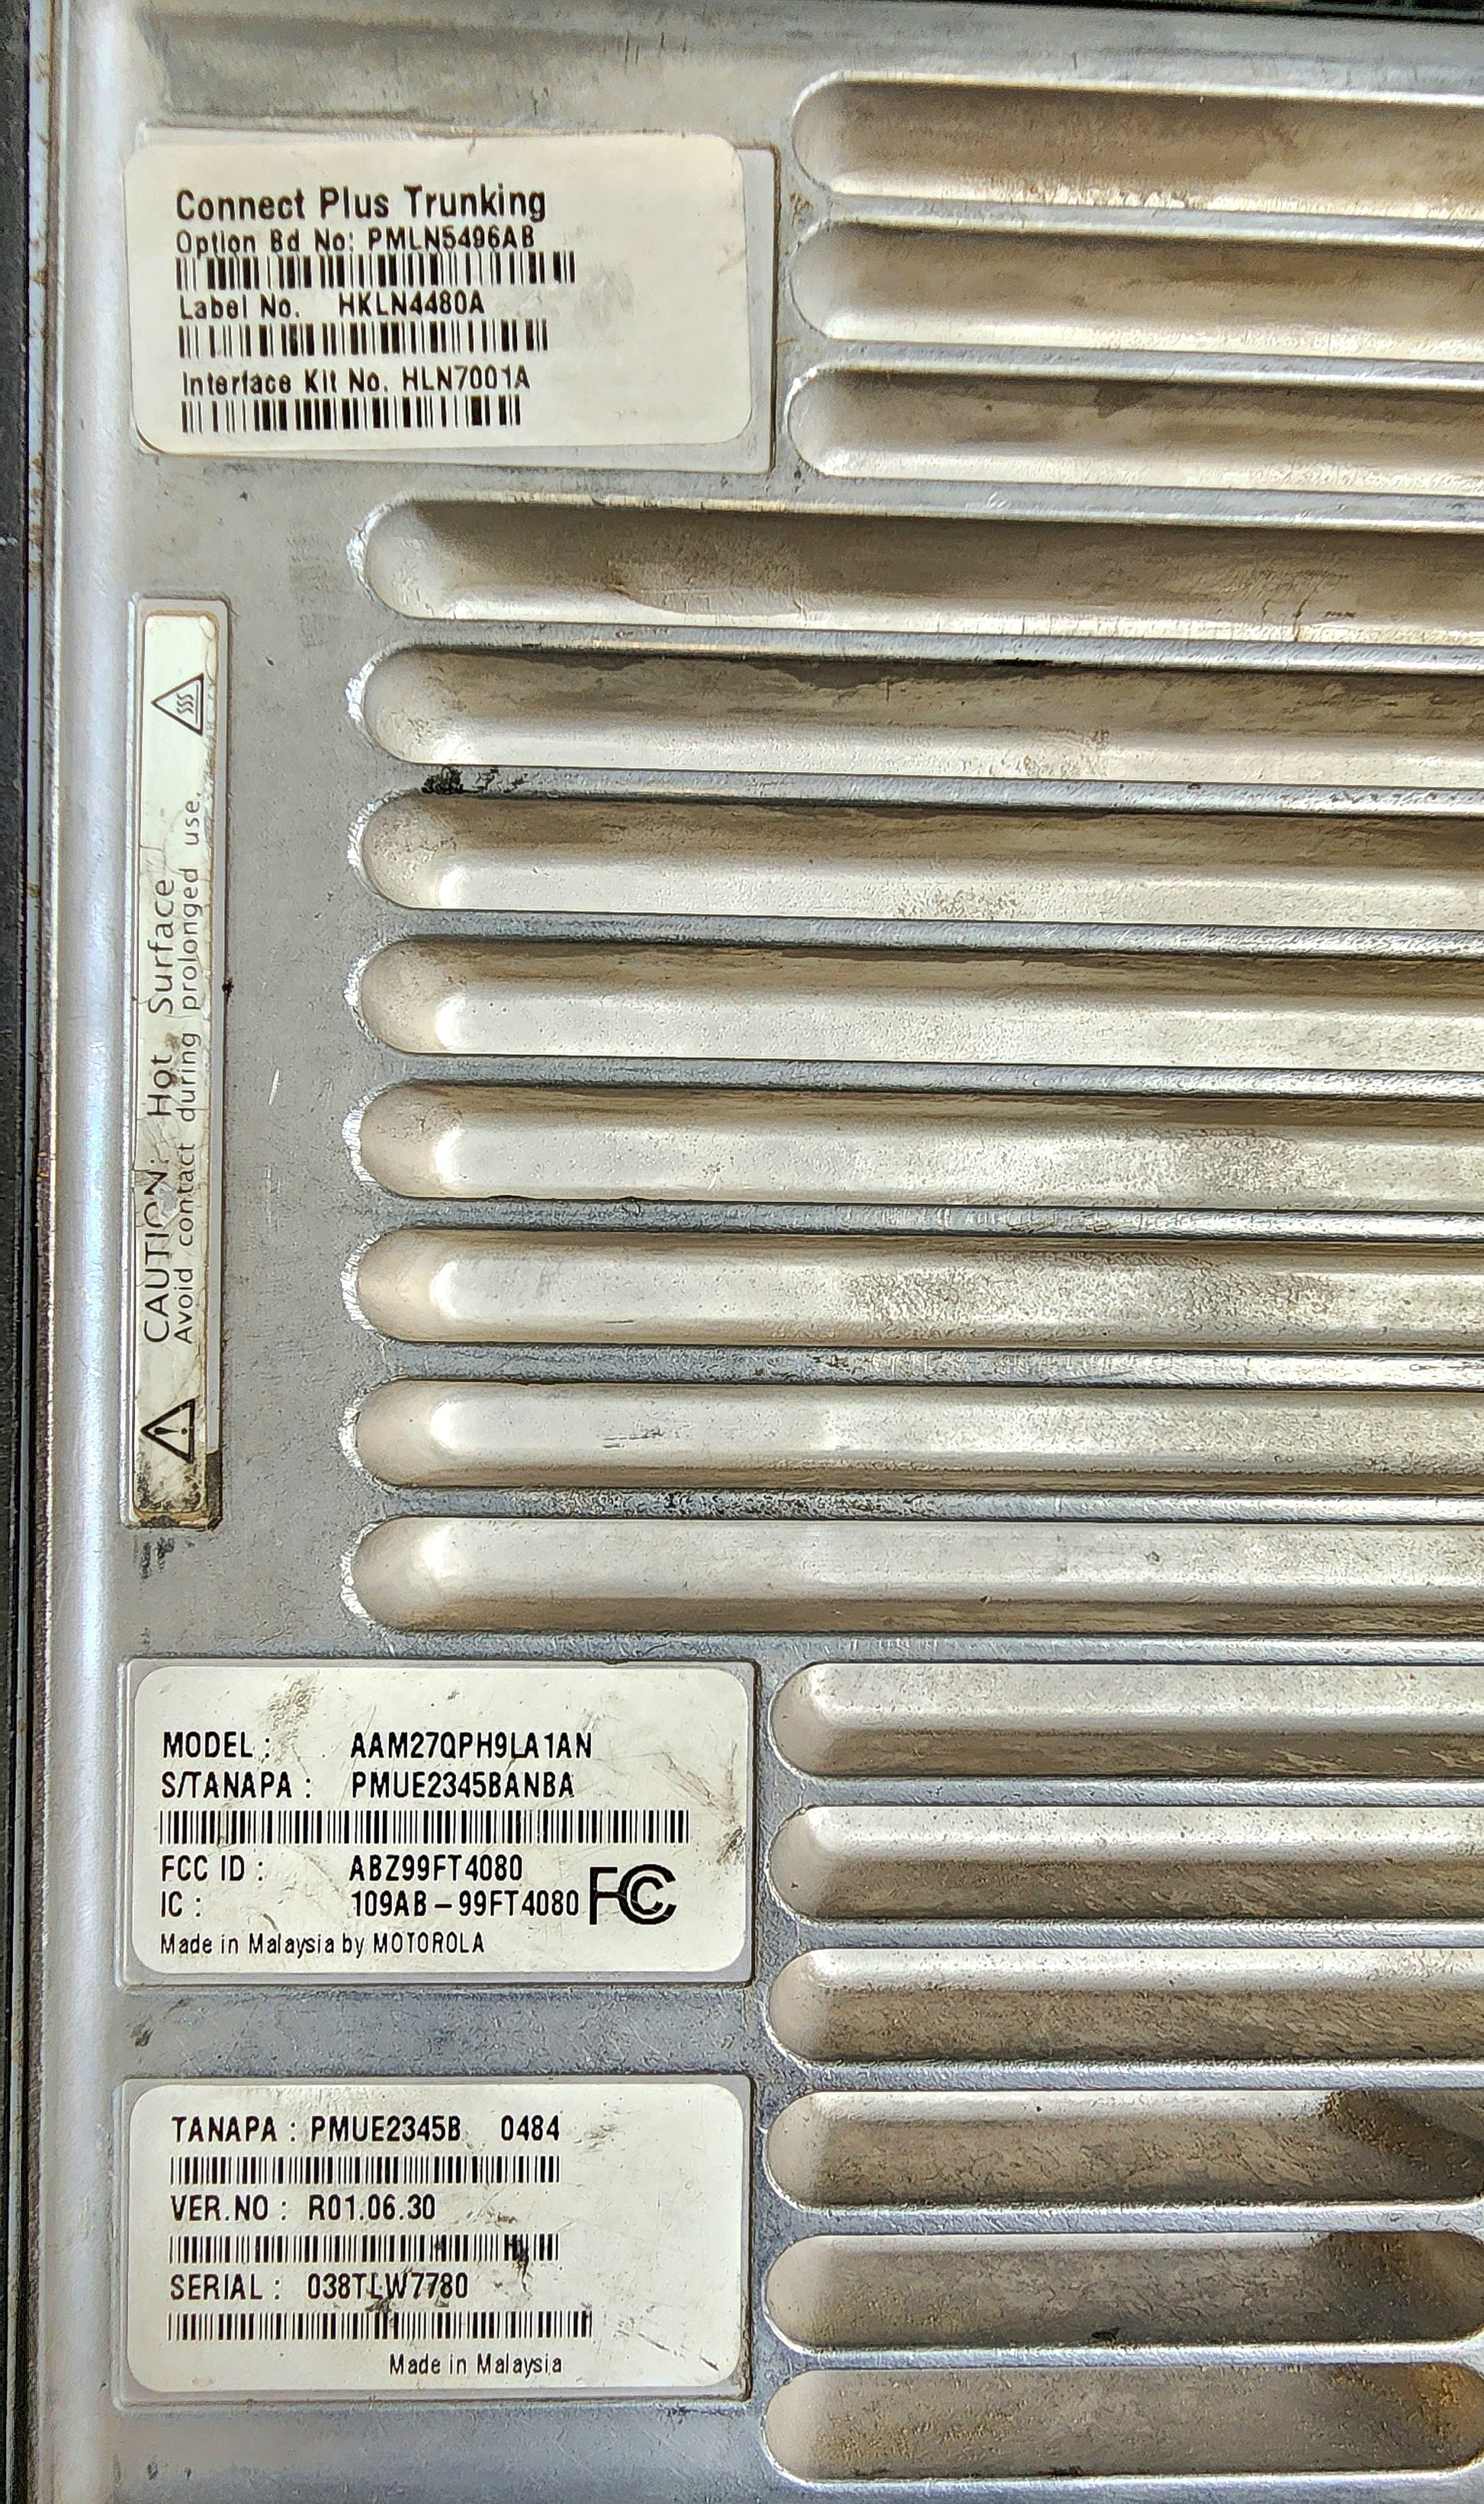 Connect Plus Trunking
Option Bd No: PMLN5496AB
Label No. HKLN4480A
Interface Kit No. HLN7001A
CAUTION: Hot Surface
Avoid contact during prolonged use.
MODEL : AAM27QPH9LA1AN
S/TANAPA : PMUE2345BANBA
FCC ID : ABZ99FT4080
IC : 109AB-99FT4080 FC
Made in Malaysia by MOTOROLA
TANAPA : PMUE2345B 0484
VER.NO : R01.06.30
SERIAL : 038TLW7780
Made in Malaysia